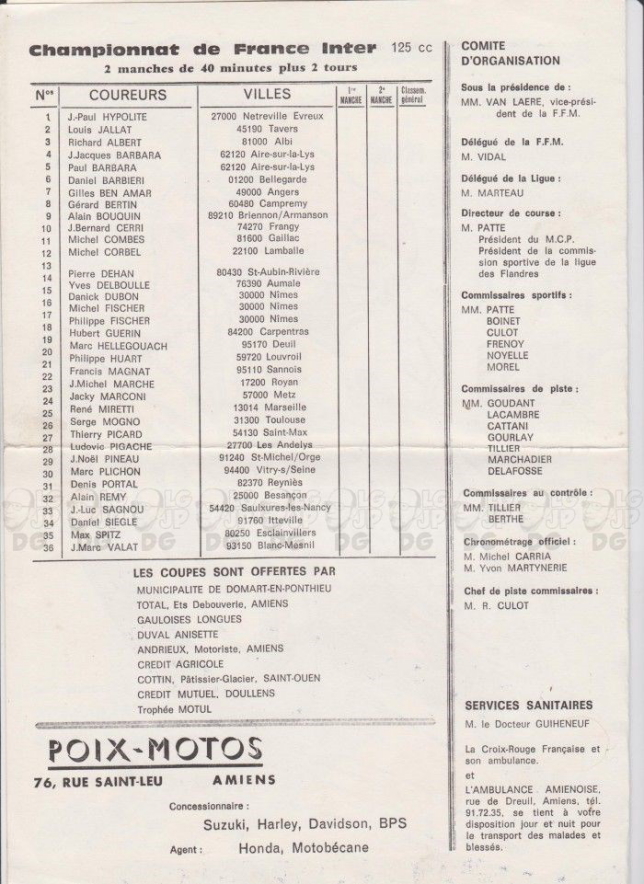 Championnat de France Inter 125 cc
2 manches de 40 minutes plus 2 tours
Nos COUREURS VILLES 1re MANCHE 2e MANCHE Classem. général
1 J.-Paul HYPOLITE 27000 Netreville Evreux
2 Louis JALLAT 45190 Tavers
3 Richard ALBERT 81000 Albi
4 J.Jacques BARBARA 62120 Aire-sur-la-Lys
5 Paul BARBARA 62120 Aire-sur-la-Lys
6 Daniel BARBIERI 01200 Bellegarde
7 Gilles BEN AMAR 49000 Angers
8 Gérard BERTIN 60480 Campremy
9 Alain BOUQUIN 89210 Briennon/Armanson
10 J.Bernard CERRI 74270 Frangy
11 Michel COMBES 81600 Gaillac
12 Michel CORBEL 22100 Lamballe
13
14 Pierre DEHAN 80430 St-Aubin-Rivière
15 Yves DELBOULLE 76390 Aumale
16 Danick DUBON 30000 Nîmes
17 Michel FISCHER 30000 Nîmes
18 Philippe FISCHER 30000 Nîmes
19 Hubert GUERIN 84200 Carpentras
20 Marc HELLEGOUACH 95170 Deuil
21 Philippe HUART 59720 Louvroil
22 Francis MAGNAT 95110 Sannois
23 J.Michel MARCHE 17200 Royan
24 Jacky MARCONI 57000 Metz
25 René MIRETTI 13014 Marseille
26 Serge MOGNO 31300 Toulouse
27 Thierry PICARD 54130 Saint-Max
28 Ludovic PIGACHE 27700 Les Andelys
29 J.Noël PINEAU 91240 St-Michel/Orge
30 Marc PLICHON 94400 Vitry-s/Seine
31 Denis PORTAL 82370 Reyniès
32 Alain REMY 25000 Besançon
33 J.-Luc SAGNOU 54420 Saulxures-les-Nancy
34 Daniel SIEGLE 91760 Itteville
35 Max SPITZ 80250 Esclainvillers
36 J.Marc VALAT 93150 Blanc-Mesnil
LES COUPES SONT OFFERTES PAR
MUNICIPALITE DE DOMART-EN-PONTHIEU
TOTAL, Ets Debouverie, AMIENS
GAULOISES LONGUES
DUVAL ANISETTE
ANDRIEUX, Motoriste, AMIENS
CREDIT AGRICOLE
COTTIN, Pâtissier-Glacier, SAINT-OUEN
CREDIT MUTUEL, DOULLENS
Trophée MOTUL
POIX-MOTOS
76, RUE SAINT-LEU AMIENS
Concessionnaire :
Suzuki, Harley, Davidson, BPS
Agent : Honda, Motobécane
COMITE
D'ORGANISATION
Sous la présidence de :
MM. VAN LAERE, vice-prési-
dent de la F.F.M.
Délégué de la F.F.M.
M. VIDAL
Délégué de la Ligue :
M. MARTEAU
Directeur de course :
M. PATTE
Président du M.C.P.
Président de la commis-
sion sportive de la ligue
des Flandres
Commissaires sportifs :
MM. PATTE
BOINET
CULOT
FRENOY
NOYELLE
MOREL
Commissaires de piste :
MM. GOUDANT
LACAMBRE
CATTANI
GOURLAY
TILLIER
MARCHADIER
DELAFOSSE
Commissaires au contrôle :
MM. TILLIER
BERTHE
Chronométrage officiel :
M. Michel CARRIA
M. Yvon MARTYNERIE
Chef de piste commissaires :
M. R. CULOT
SERVICES SANITAIRES
M. le Docteur GUIHENEUF
La Croix-Rouge Française et
son ambulance.
et
L'AMBULANCE AMIENOISE,
rue de Dreuil, Amiens, tél.
91.72.35, se tient à votre
disposition jour et nuit pour
le transport des malades et
blessés.